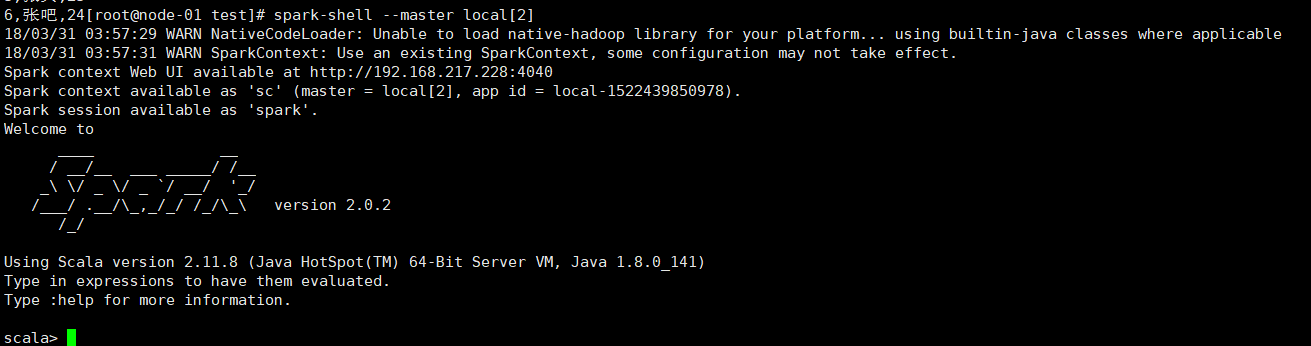 6,张吧,24[root@node-01 test]# spark-shell --master local[2]
18/03/31 03:57:29 WARN NativeCodeLoader: Unable to load native-hadoop library for your platform... using builtin-java classes where applicable
18/03/31 03:57:31 WARN SparkContext: Use an existing SparkContext, some configuration may not take effect.
Spark context Web UI available at http://192.168.217.228:4040
Spark context available as 'sc' (master = local[2], app id = local-1522439850978).
Spark session available as 'spark'.
Welcome to
      ____              __
     / __/__  ___ _____/ /__
    _\ \/ _ \/ _ `/ __/  '_/
   /___/ .__/\_,_/_/ /_/\_\   version 2.0.2
      /_/
Using Scala version 2.11.8 (Java HotSpot(TM) 64-Bit Server VM, Java 1.8.0_141)
Type in expressions to have them evaluated.
Type :help for more information.
scala>